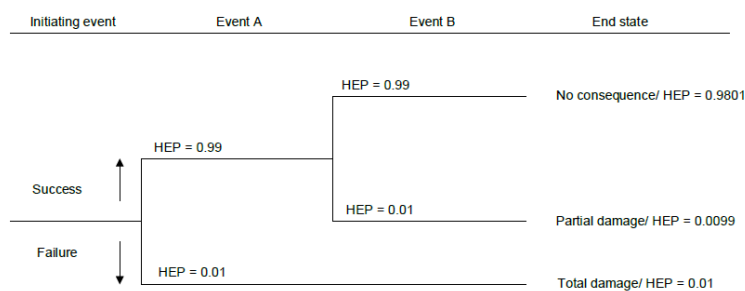 Initiating event Event A Event B End state
HEP = 0.99
No consequence/ HEP = 0.9801
HEP = 0.99
Success
HEP = 0.01
Partial damage/ HEP = 0.0099
Failure
HEP = 0.01
Total damage/ HEP = 0.01